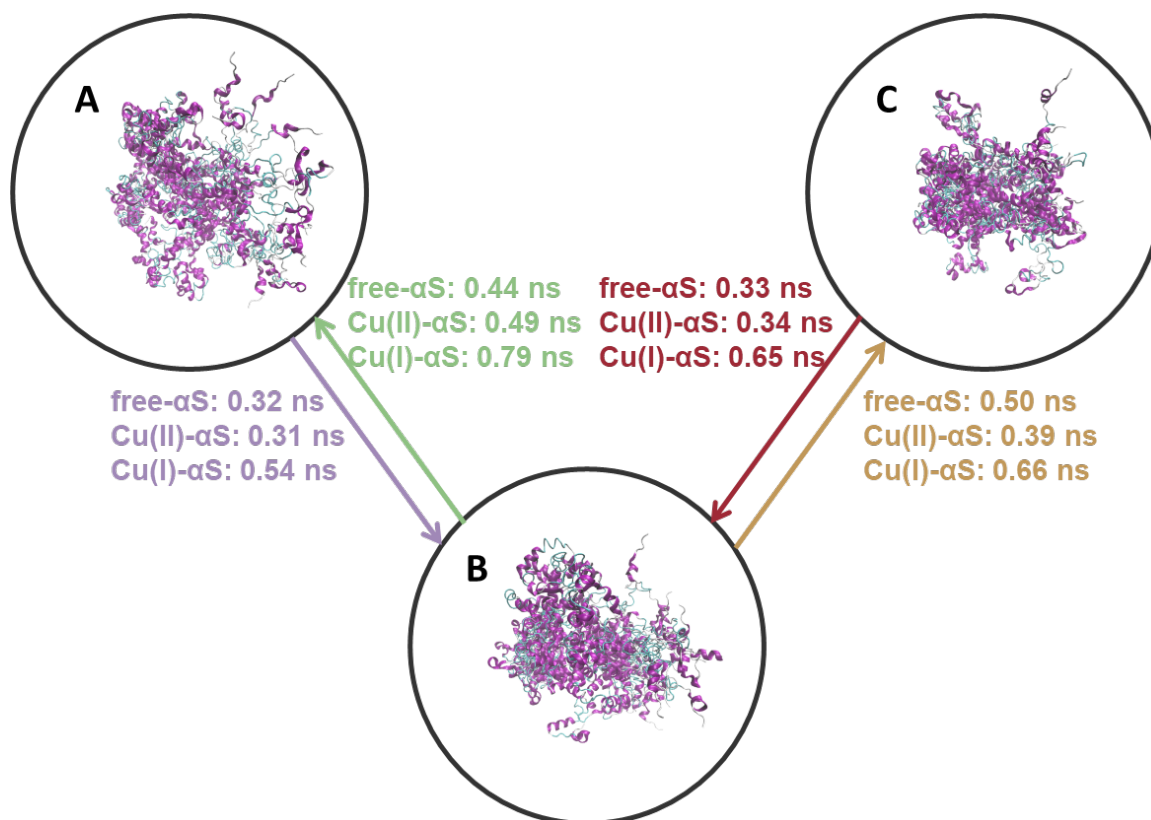 A
C
free-αS: 0.44 ns
Cu(II)-αS: 0.49 ns
Cu(I)-αS: 0.79 ns
free-αS: 0.33 ns
Cu(II)-αS: 0.34 ns
Cu(I)-αS: 0.65 ns
free-αS: 0.32 ns
Cu(II)-αS: 0.31 ns
Cu(I)-αS: 0.54 ns
free-αS: 0.50 ns
Cu(II)-αS: 0.39 ns
Cu(I)-αS: 0.66 ns
B